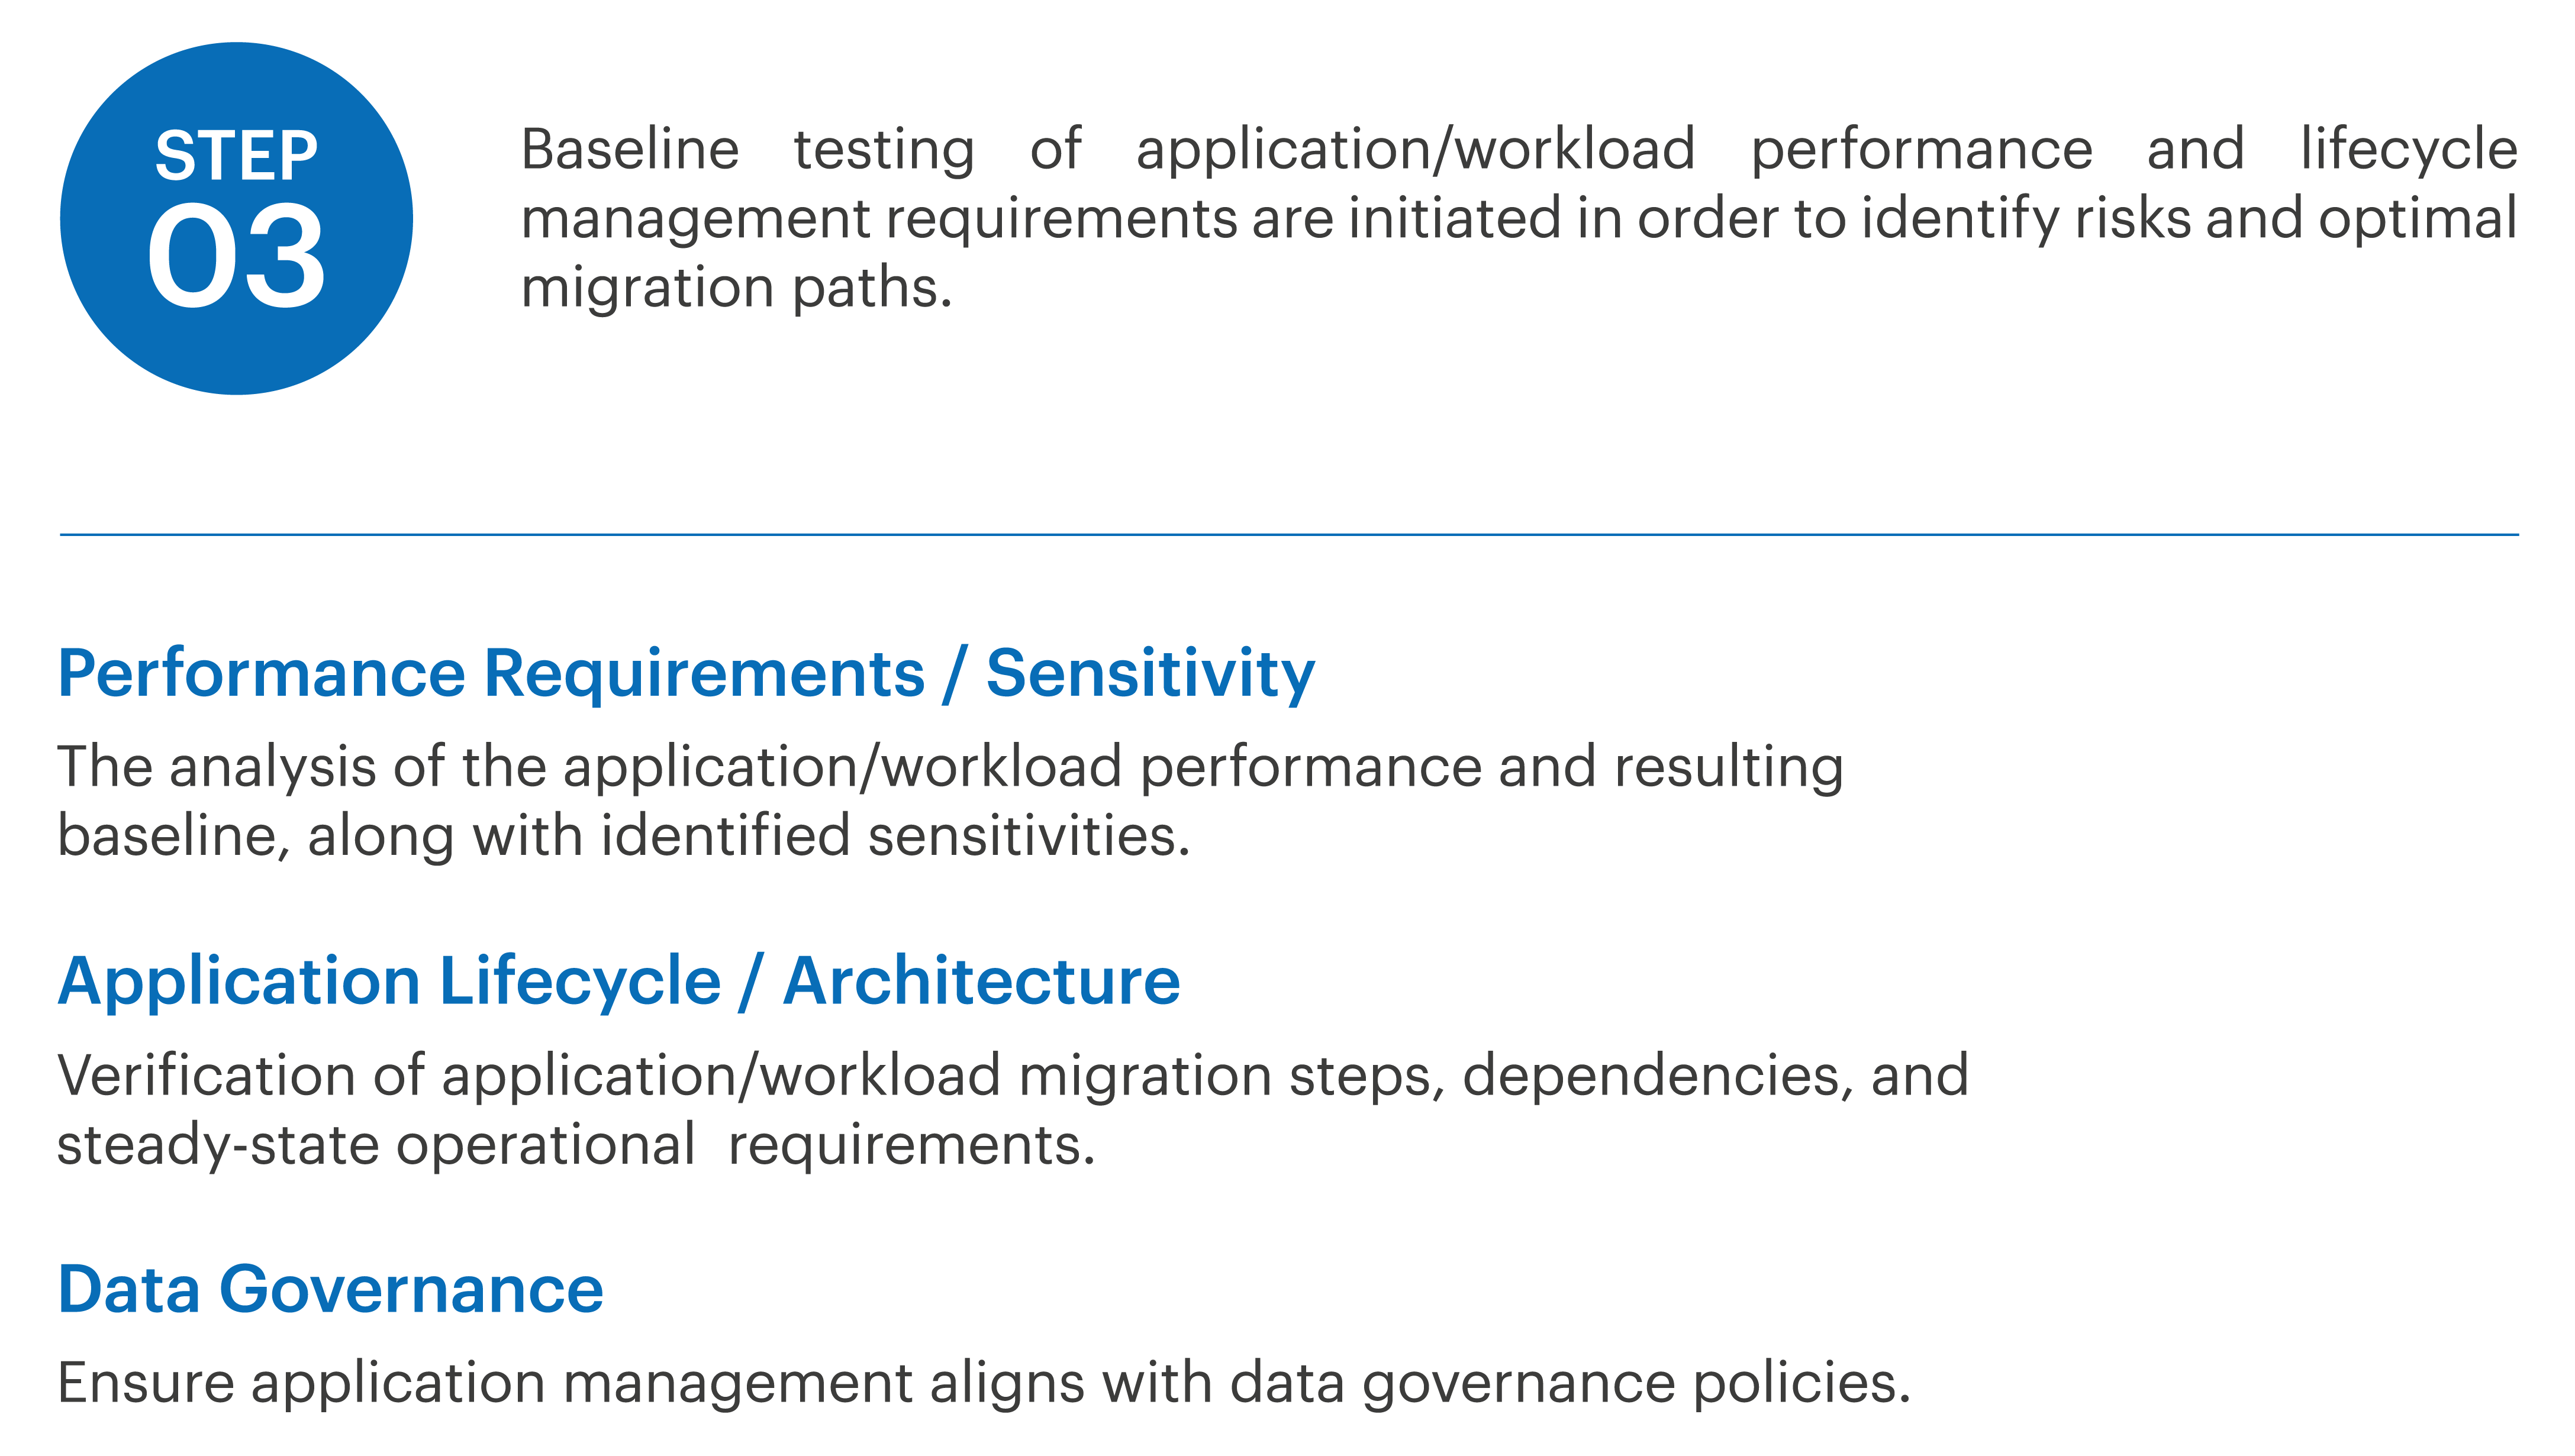 STEP
03
Baseline testing of application/workload performance and lifecycle
management requirements are initiated in order to identify risks and optimal
migration paths.
Performance Requirements / Sensitivity
The analysis of the application/workload performance and resulting
baseline, along with identified sensitivities.
Application Lifecycle / Architecture
Verification of application/workload migration steps, dependencies, and
steady-state operational  requirements.
Data Governance
Ensure application management aligns with data governance policies.